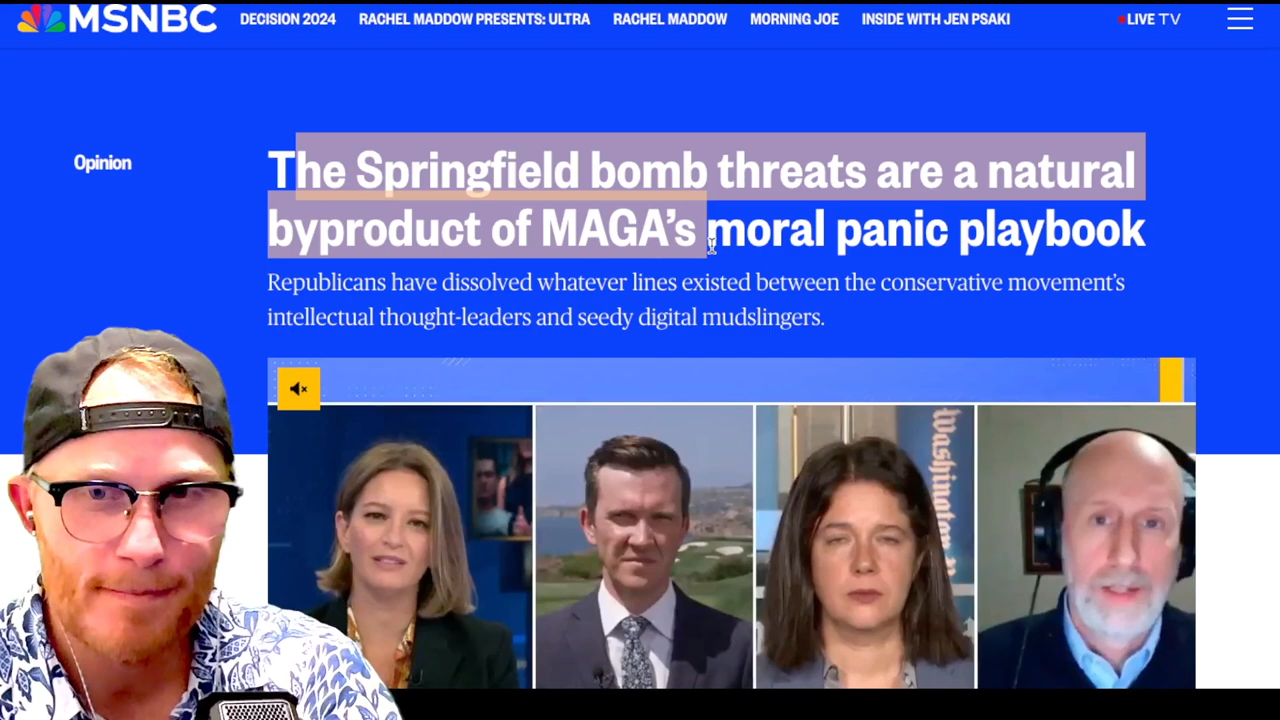 MSNBC DECISION 2024 RACHEL MADDOW PRESENTS: ULTRA RACHEL MADDOW MORNING JOE INSIDE WITH JEN PSAKI LIVE TV
Opinion
The Springfield bomb threats are a natural
byproduct of MAGA’s moral panic playbook
Republicans have dissolved whatever lines existed between the conservative movement’s
intellectual thought-leaders and seedy digital mudslingers.
Washington